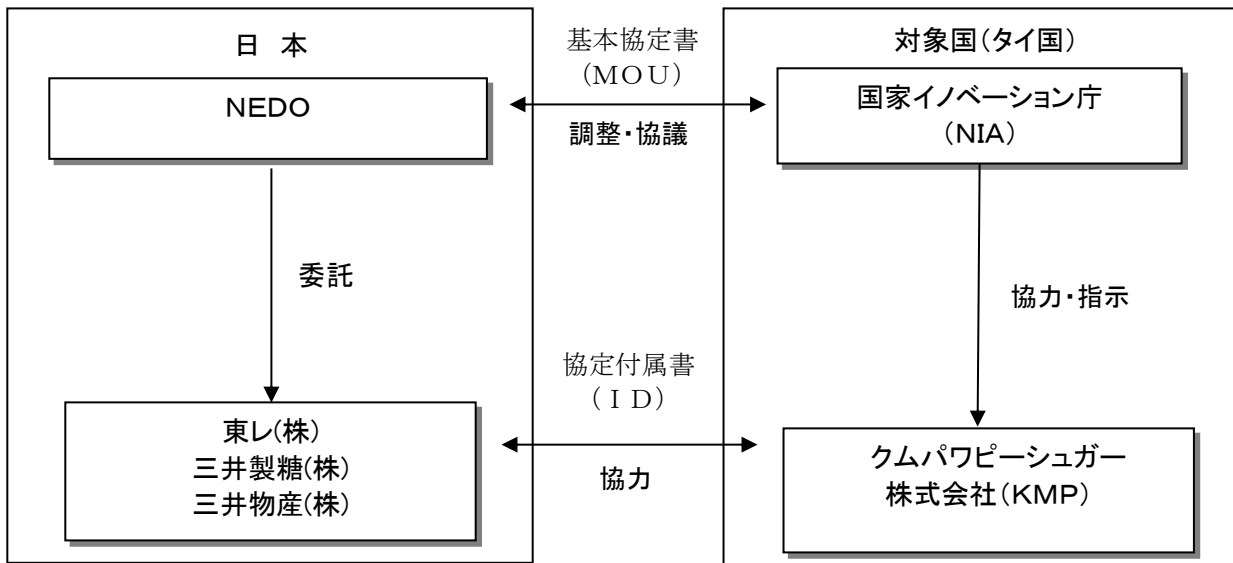 日 本
NEDO
委託
東レ(株)
三井製糖(株)
三井物産(株)
基本協定書
(ＭＯＵ)
調整・協議
協定付属書
(ＩＤ)
協力
対象国(タイ国)
国家イノベーション庁
(NIA)
協力・指示
クムパワピーシュガー
株式会社(KMP)